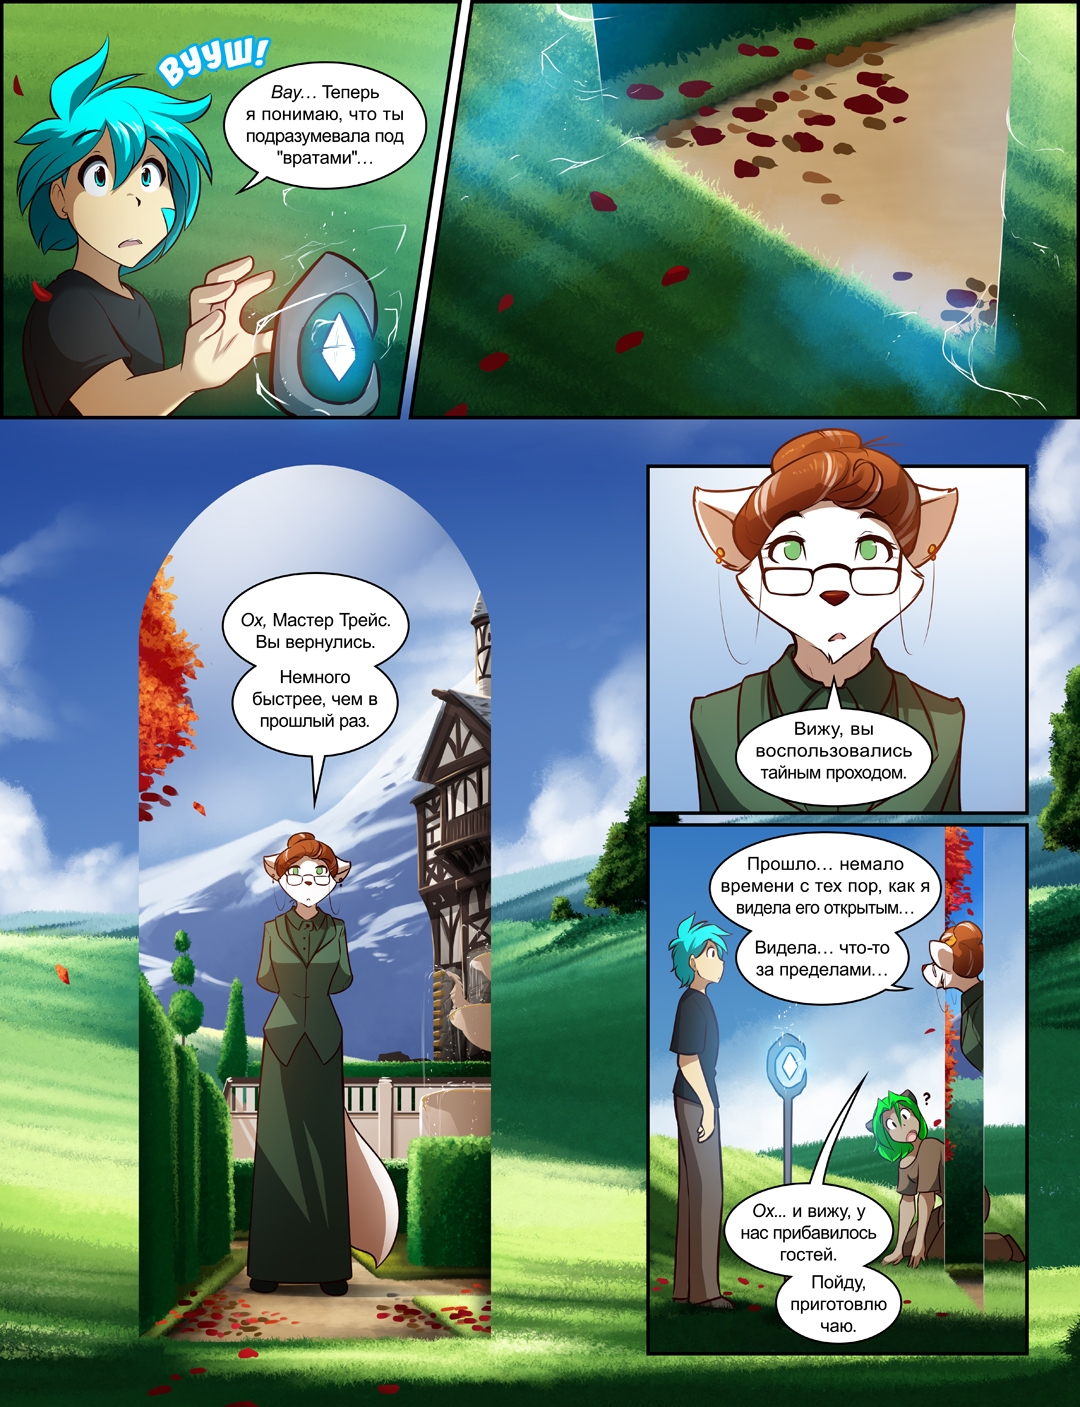 ВУУШ!
Вау... Теперь
я понимаю, что ты
подразумевала под
"вратами"...
Ох, Мастер Трейс.
Вы вернулись.
Немного
быстрее, чем в
прошлый раз.
Вижу, вы
воспользовались
тайным проходом.
Прошло... немало
времени с тех пор, как я
видела его открытым...
Видела... что-то
за пределами...
?
Ох... и вижу, у
нас прибавилось
гостей.
Пойду,
приготовлю
чаю.